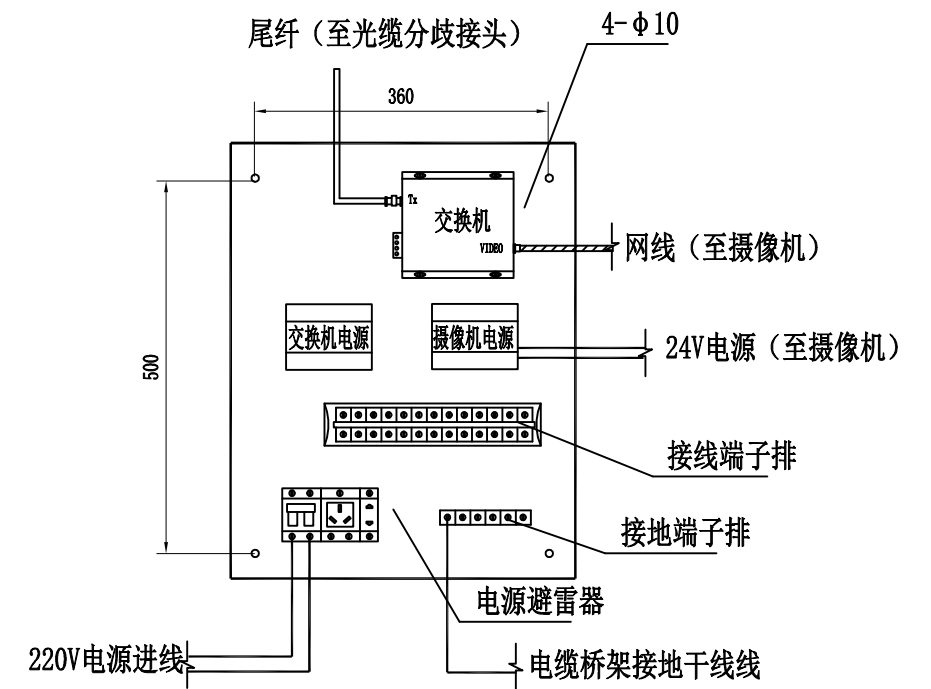 尾纤（至光缆分歧接头）
4-φ10
360
Tx
交换机
VIDEO
网线（至摄像机）
交换机电源
摄像机电源
24V电源（至摄像机）
500
接线端子排
接地端子排
电源避雷器
220V电源进线
电缆桥架接地干线线